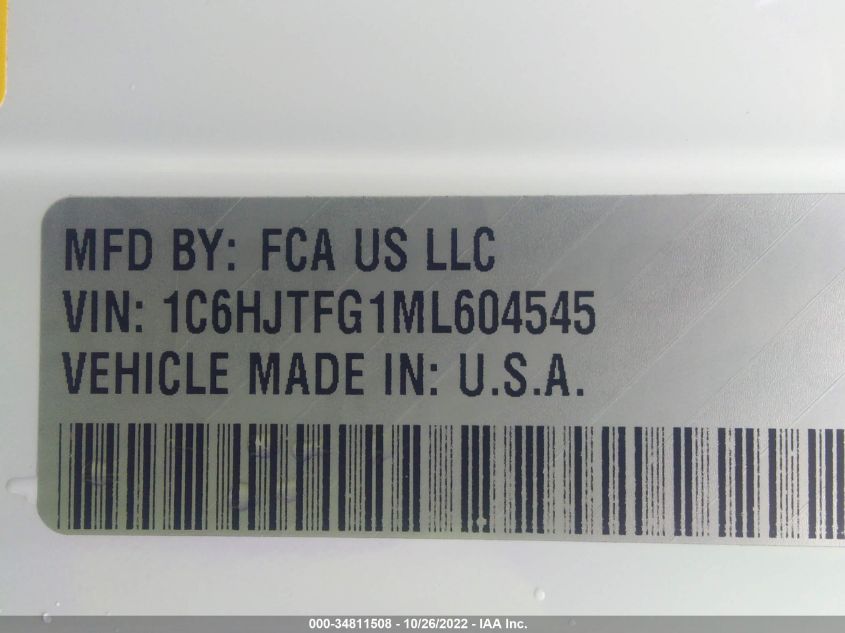 MFD BY: FCA US LLC
VIN: 1C6HJTFG1ML604545
VEHICLE MADE IN: U.S.A.
000-34811508 - 10/26/2022 - IAA Inc.